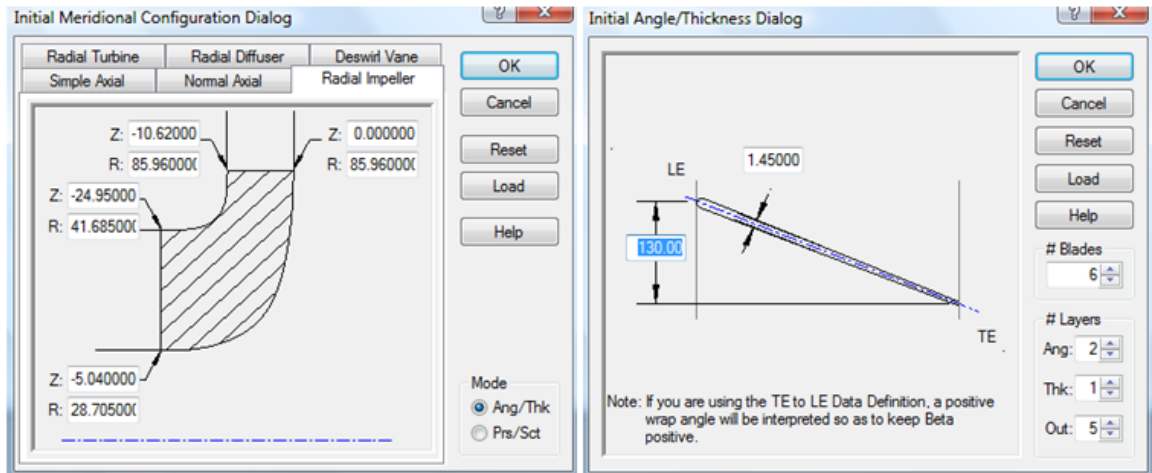 Initial Meridional Configuration Dialog
Radial Turbine Radial Diffuser Deswirl Vane
Simple Axial Normal Axial Radial Impeller
Z: -10.62000
R: 85.96000(
Z: 0.000000
R: 85.96000(
Z: -24.95000
R: 41.68500(
Z: -5.040000
R: 28.70500(
OK
Cancel
Reset
Load
Help
Mode
Ang/Thk
Prs/Sct
Initial Angle/Thickness Dialog
LE
1.45000
130.00
TE
Note: If you are using the TE to LE Data Definition, a positive
wrap angle will be interpreted so as to keep Beta
positive.
OK
Cancel
Reset
Load
Help
# Blades
6
# Layers
Ang: 2
Thk: 1
Out: 5